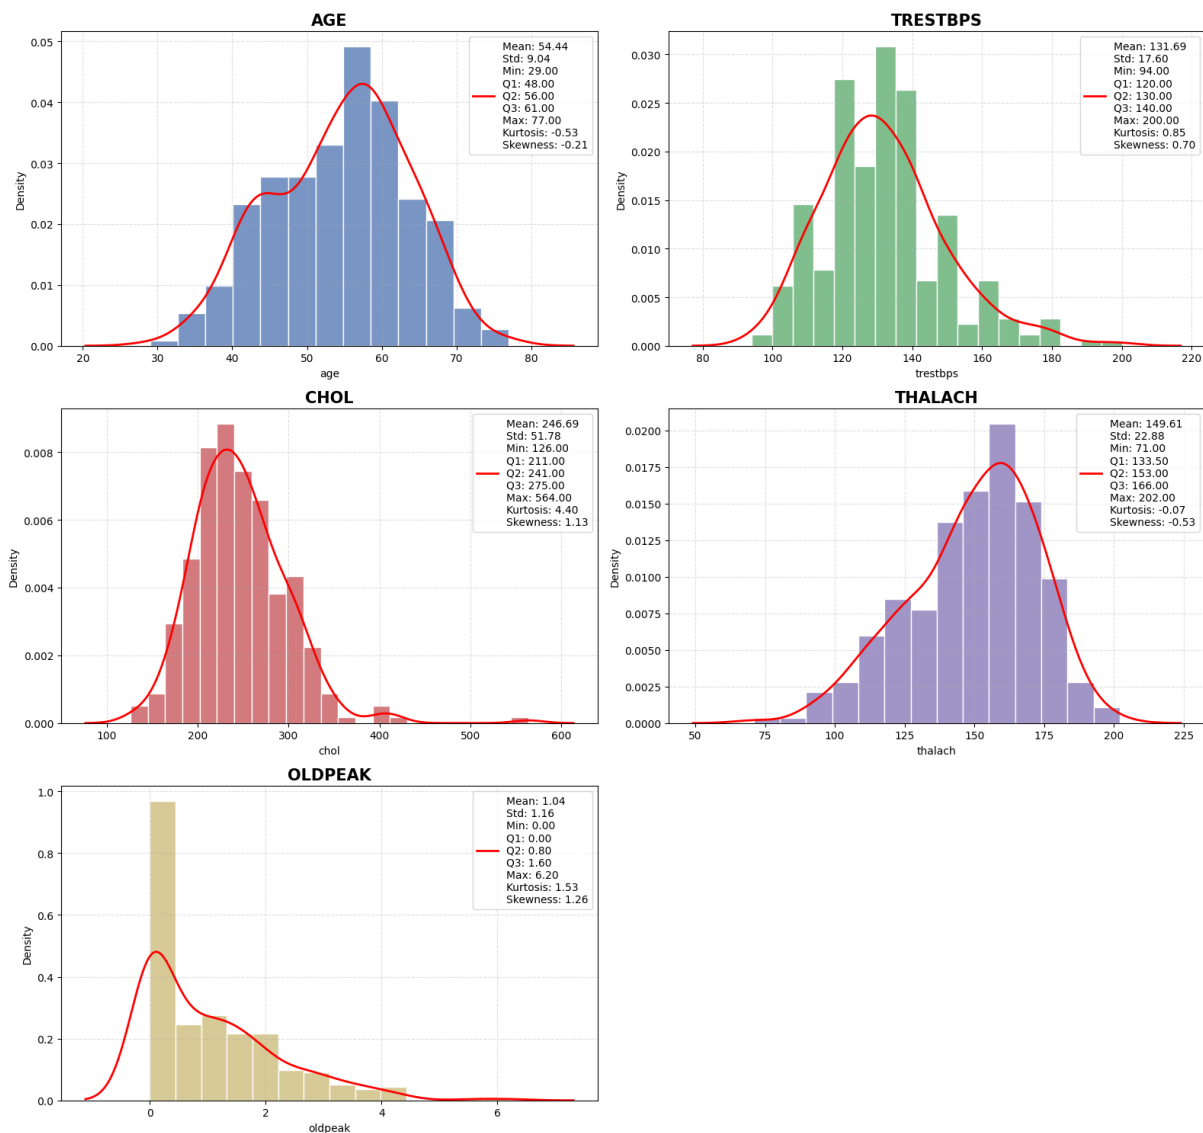 AGE
0.05
0.04
0.03
0.02
0.01
0.00
Density
20
30
40
50
60
70
80
age
Mean: 54.44
Std: 9.04
Min: 29.00
Q1: 48.00
Q2: 56.00
Q3: 61.00
Max: 77.00
Kurtosis: -0.53
Skewness: -0.21
TRESTBPS
0.030
0.025
0.020
0.015
0.010
0.005
0.000
Density
80
100
120
140
160
180
200
220
trestbps
Mean: 131.69
Std: 17.60
Min: 94.00
Q1: 120.00
Q2: 130.00
Q3: 140.00
Max: 200.00
Kurtosis: 0.85
Skewness: 0.70
CHOL
0.008
0.006
0.004
0.002
0.000
Density
100
200
300
400
500
600
chol
Mean: 246.69
Std: 51.78
Min: 126.00
Q1: 211.00
Q2: 241.00
Q3: 275.00
Max: 564.00
Kurtosis: 4.40
Skewness: 1.13
THALACH
0.0200
0.0175
0.0150
0.0125
0.0100
0.0075
0.0050
0.0025
0.0000
Density
50
75
100
125
150
175
200
225
thalach
Mean: 149.61
Std: 22.88
Min: 71.00
Q1: 133.50
Q2: 153.00
Q3: 166.00
Max: 202.00
Kurtosis: -0.07
Skewness: -0.53
OLDPEAK
1.0
0.8
0.6
0.4
0.2
0.0
Density
0
2
4
6
oldpeak
Mean: 1.04
Std: 1.16
Min: 0.00
Q1: 0.00
Q2: 0.80
Q3: 1.60
Max: 6.20
Kurtosis: 1.53
Skewness: 1.26